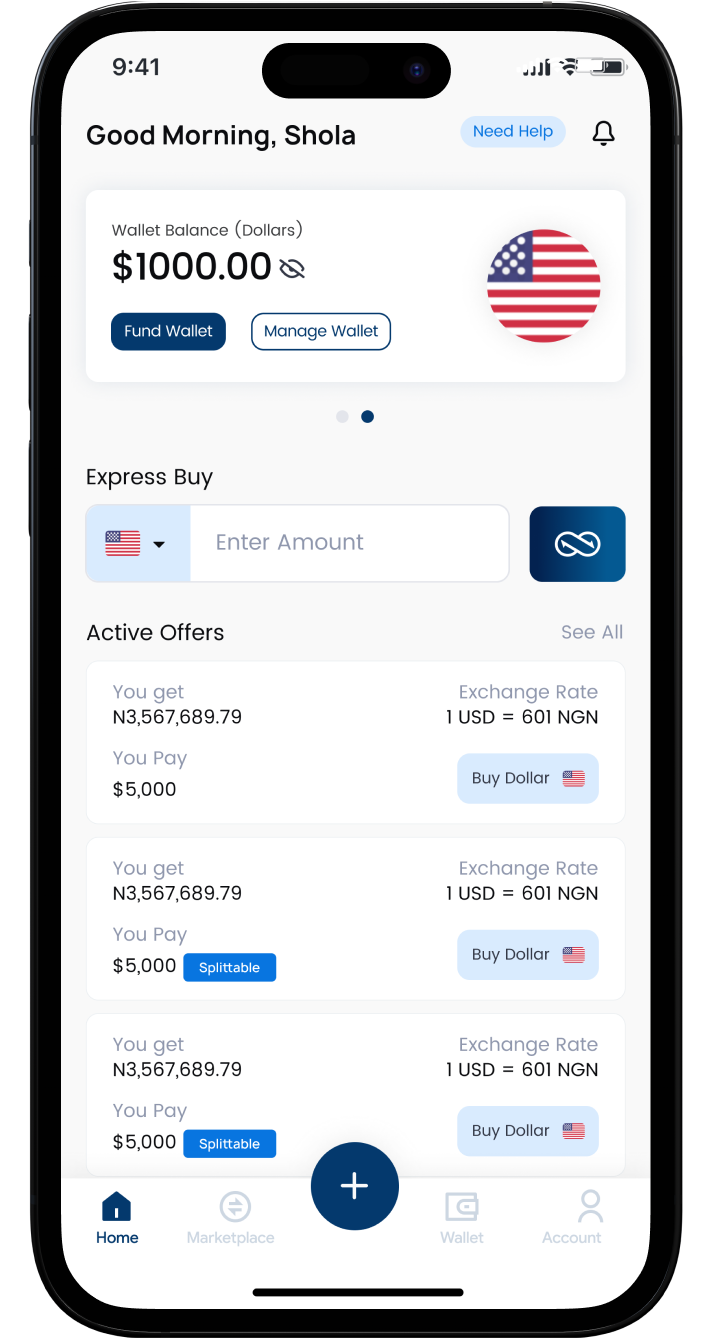 9:41
Good Morning, Shola
Need Help
Wallet Balance (Dollars)
$1000.00
Fund Wallet
Manage Wallet
Express Buy
Enter Amount
Active Offers
See All
You get
Exchange Rate
N3,567,689.79
1 USD = 601 NGN
You Pay
$5,000
Buy Dollar
You get
Exchange Rate
N3,567,689.79
1 USD = 601 NGN
You Pay
$5,000
Splittable
Buy Dollar
You get
Exchange Rate
N3,567,689.79
1 USD = 601 NGN
You Pay
$5,000
Splittable
Buy Dollar
Home
Marketplace
Wallet
Account